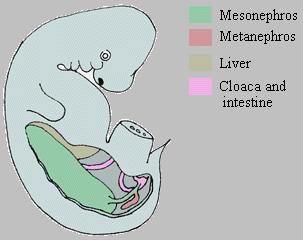 Mesonephros
Metanephros
Liver
Cloaca and
intestine